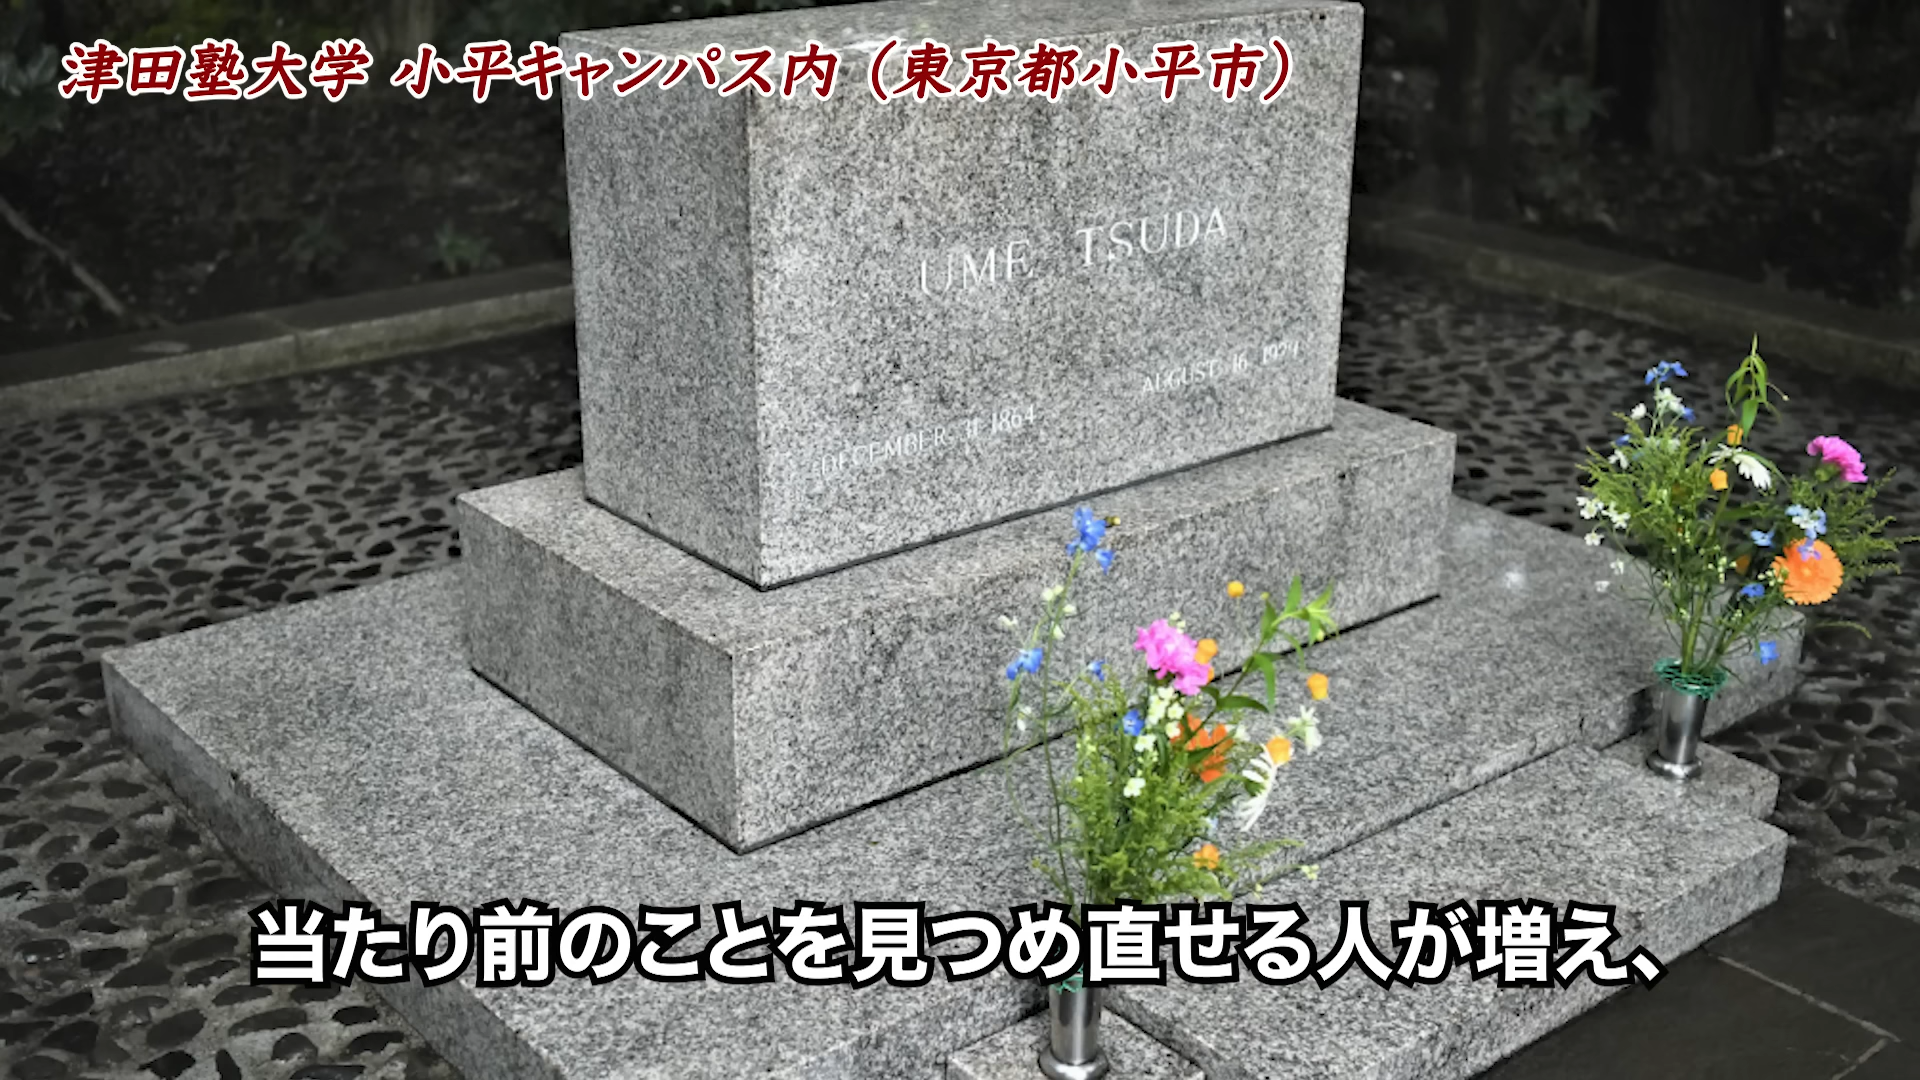 津田塾大学 小平キャンパス内（東京都小平市）
UME TSUDA
DECEMBER 31 1864
AUGUST 16 1929
当たり前のことを見つめ直せる人が増え、